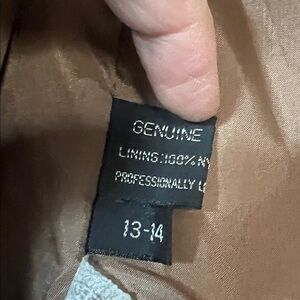 GENUINE
LINING:100% NY
PROFESSIONALLY L
13-14